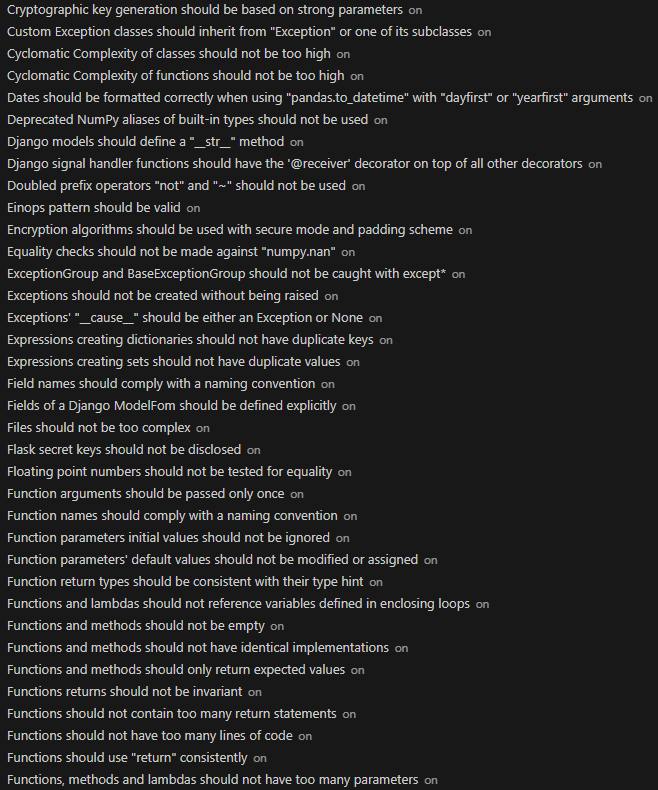 Cryptographic key generation should be based on strong parameters on
Custom Exception classes should inherit from "Exception" or one of its subclasses on
Cyclomatic Complexity of classes should not be too high on
Cyclomatic Complexity of functions should not be too high on
Dates should be formatted correctly when using "pandas.to_datetime" with "dayfirst" or "yearfirst" arguments on
Deprecated NumPy aliases of built-in types should not be used on
Django models should define a "__str__" method on
Django signal handler functions should have the '@receiver' decorator on top of all other decorators on
Doubled prefix operators "not" and "~" should not be used on
Einops pattern should be valid on
Encryption algorithms should be used with secure mode and padding scheme on
Equality checks should not be made against "numpy.nan" on
ExceptionGroup and BaseExceptionGroup should not be caught with except* on
Exceptions should not be created without being raised on
Exceptions' "__cause__" should be either an Exception or None on
Expressions creating dictionaries should not have duplicate keys on
Expressions creating sets should not have duplicate values on
Field names should comply with a naming convention on
Fields of a Django ModelFom should be defined explicitly on
Files should not be too complex on
Flask secret keys should not be disclosed on
Floating point numbers should not be tested for equality on
Function arguments should be passed only once on
Function names should comply with a naming convention on
Function parameters initial values should not be ignored on
Function parameters' default values should not be modified or assigned on
Function return types should be consistent with their type hint on
Functions and lambdas should not reference variables defined in enclosing loops on
Functions and methods should not be empty on
Functions and methods should not have identical implementations on
Functions and methods should only return expected values on
Functions returns should not be invariant on
Functions should not contain too many return statements on
Functions should not have too many lines of code on
Functions should use "return" consistently on
Functions, methods and lambdas should not have too many parameters on